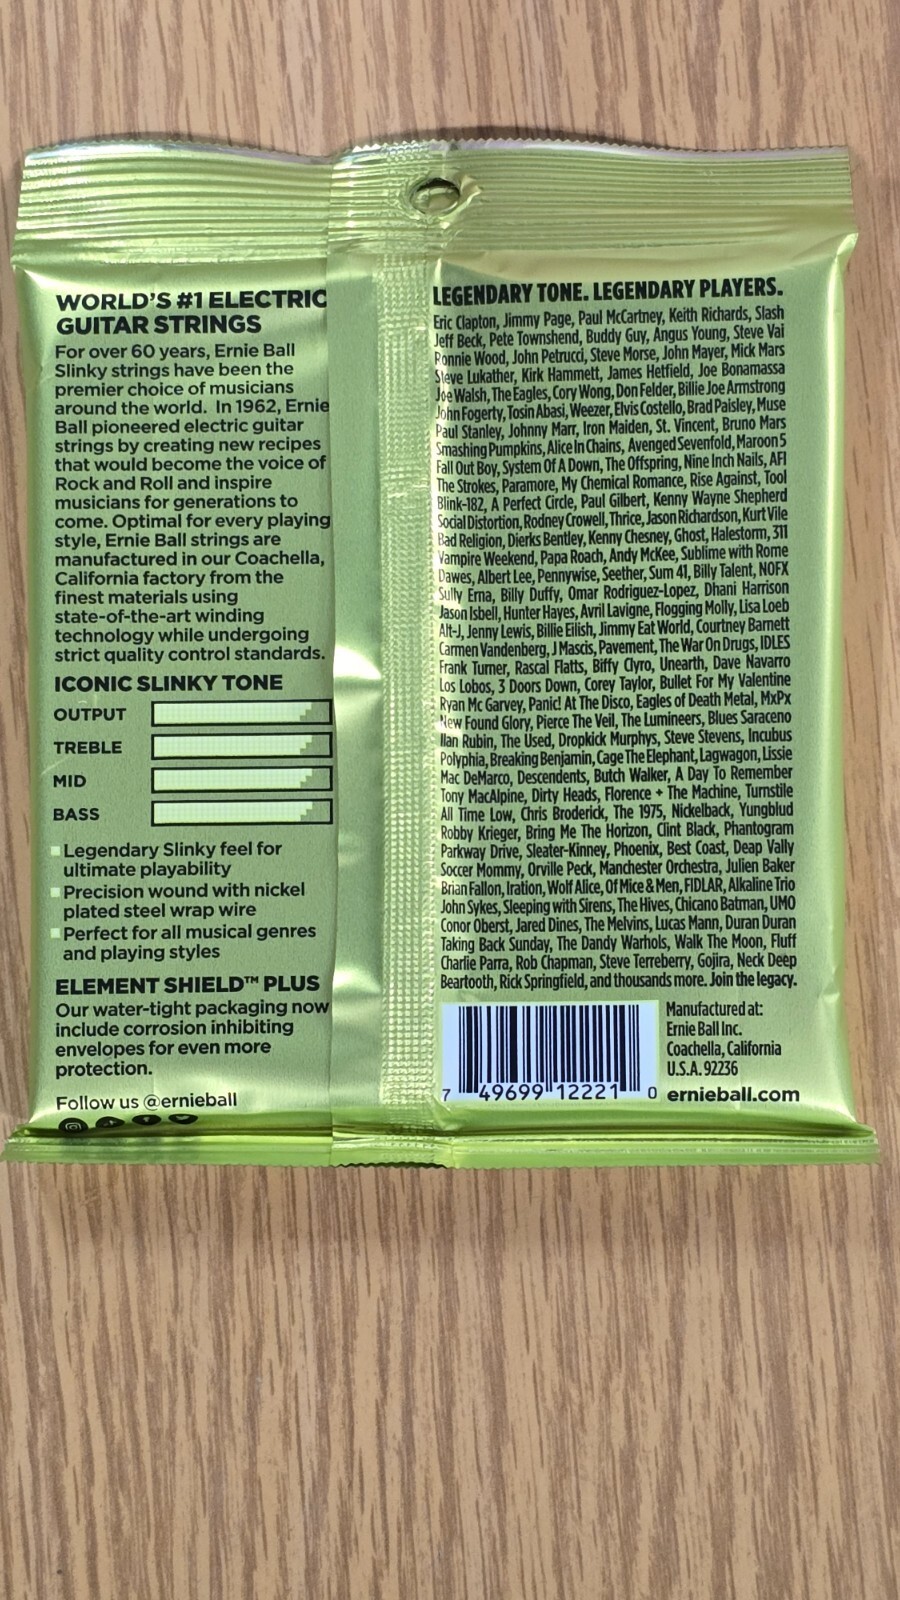 WORLD'S #1 ELECTRIC
GUITAR STRINGS
For over 60 years, Ernie Ball
Slinky strings have been the
premier choice of musicians
around the world. In 1962, Ernie
Ball pioneered electric guitar
strings by creating new recipes
that would become the voice of
Rock and Roll and inspire
musicians for generations to
come. Optimal for every playing
style, Ernie Ball strings are
manufactured in our Coachella,
California factory from the
finest materials using
state-of-the-art winding
technology while undergoing
strict quality control standards.
ICONIC SLINKY TONE
OUTPUT
TREBLE
MID
BASS
Legendary Slinky feel for
ultimate playability
Precision wound with nickel
plated steel wrap wire
Perfect for all musical genres
and playing styles
ELEMENT SHIELD™ PLUS
Our water-tight packaging now
include corrosion inhibiting
envelopes for even more
protection.
Follow us @ernieball
LEGENDARY TONE. LEGENDARY PLAYERS.
Eric Clapton, Jimmy Page, Paul McCartney, Keith Richards, Slash
Jeff Beck, Pete Townshend, Buddy Guy, Angus Young, Steve Vai
Ronnie Wood, John Petrucci, Steve Morse, John Mayer, Mick Mars
Steve Lukather, Kirk Hammett, James Hetfield, Joe Bonamassa
Joe Walsh, The Eagles, Cory Wong, Don Felder, Billie Joe Armstrong
John Fogerty, Tosin Abasi, Weezer, Elvis Costello, Brad Paisley, Muse
Paul Stanley, Johnny Marr, Iron Maiden, St. Vincent, Bruno Mars
Smashing Pumpkins, Alice In Chains, Avenged Sevenfold, Maroon 5
Fall Out Boy, System Of A Down, The Offspring, Nine Inch Nails, AFI
The Strokes, Paramore, My Chemical Romance, Rise Against, Tool
Blink-182, A Perfect Circle, Paul Gilbert, Kenny Wayne Shepherd
Social Distortion, Rodney Crowell, Thrice, Jason Richardson, Kurt Vile
Bad Religion, Dierks Bentley, Kenny Chesney, Ghost, Halestorm, 311
Vampire Weekend, Papa Roach, Andy McKee, Sublime with Rome
Dawes, Albert Lee, Pennywise, Seether, Sum 41, Billy Talent, NOFX
Sully Erna, Billy Duffy, Omar Rodriguez-Lopez, Dhani Harrison
Jason Isbell, Hunter Hayes, Avril Lavigne, Flogging Molly, Lisa Loeb
Alt-J, Jenny Lewis, Billie Eilish, Jimmy Eat World, Courtney Barnett
Carmen Vandenberg, J Mascis, Pavement, The War On Drugs, IDLES
Frank Turner, Rascal Flatts, Biffy Clyro, Unearth, Dave Navarro
Los Lobos, 3 Doors Down, Corey Taylor, Bullet For My Valentine
Ryan Mc Garvey, Panic! At The Disco, Eagles of Death Metal, MxPx
New Found Glory, Pierce The Veil, The Lumineers, Blues Saraceno
Ilan Rubin, The Used, Dropkick Murphys, Steve Stevens, Incubus
Polyphia, Breaking Benjamin, Cage The Elephant, Lagwagon, Lissie
Mac DeMarco, Descendents, Butch Walker, A Day To Remember
Tony MacAlpine, Dirty Heads, Florence + The Machine, Turnstile
All Time Low, Chris Broderick, The 1975, Nickelback, Yungblud
Robby Krieger, Bring Me The Horizon, Clint Black, Phantogram
Parkway Drive, Sleater-Kinney, Phoenix, Best Coast, Deap Vally
Soccer Mommy, Orville Peck, Manchester Orchestra, Julien Baker
Brian Fallon, Iration, Wolf Alice, Of Mice & Men, FIDLAR, Alkaline Trio
John Sykes, Sleeping with Sirens, The Hives, Chicano Batman, UMO
Conor Oberst, Jared Dines, The Melvins, Lucas Mann, Duran Duran
Taking Back Sunday, The Dandy Warhols, Walk The Moon, Fluff
Charlie Parra, Rob Chapman, Steve Terreberry, Gojira, Neck Deep
Beartooth, Rick Springfield, and thousands more. Join the legacy.
7 49699 12221 0
Manufactured at:
Ernie Ball Inc.
Coachella, California
U.S.A. 92236
ernieball.com